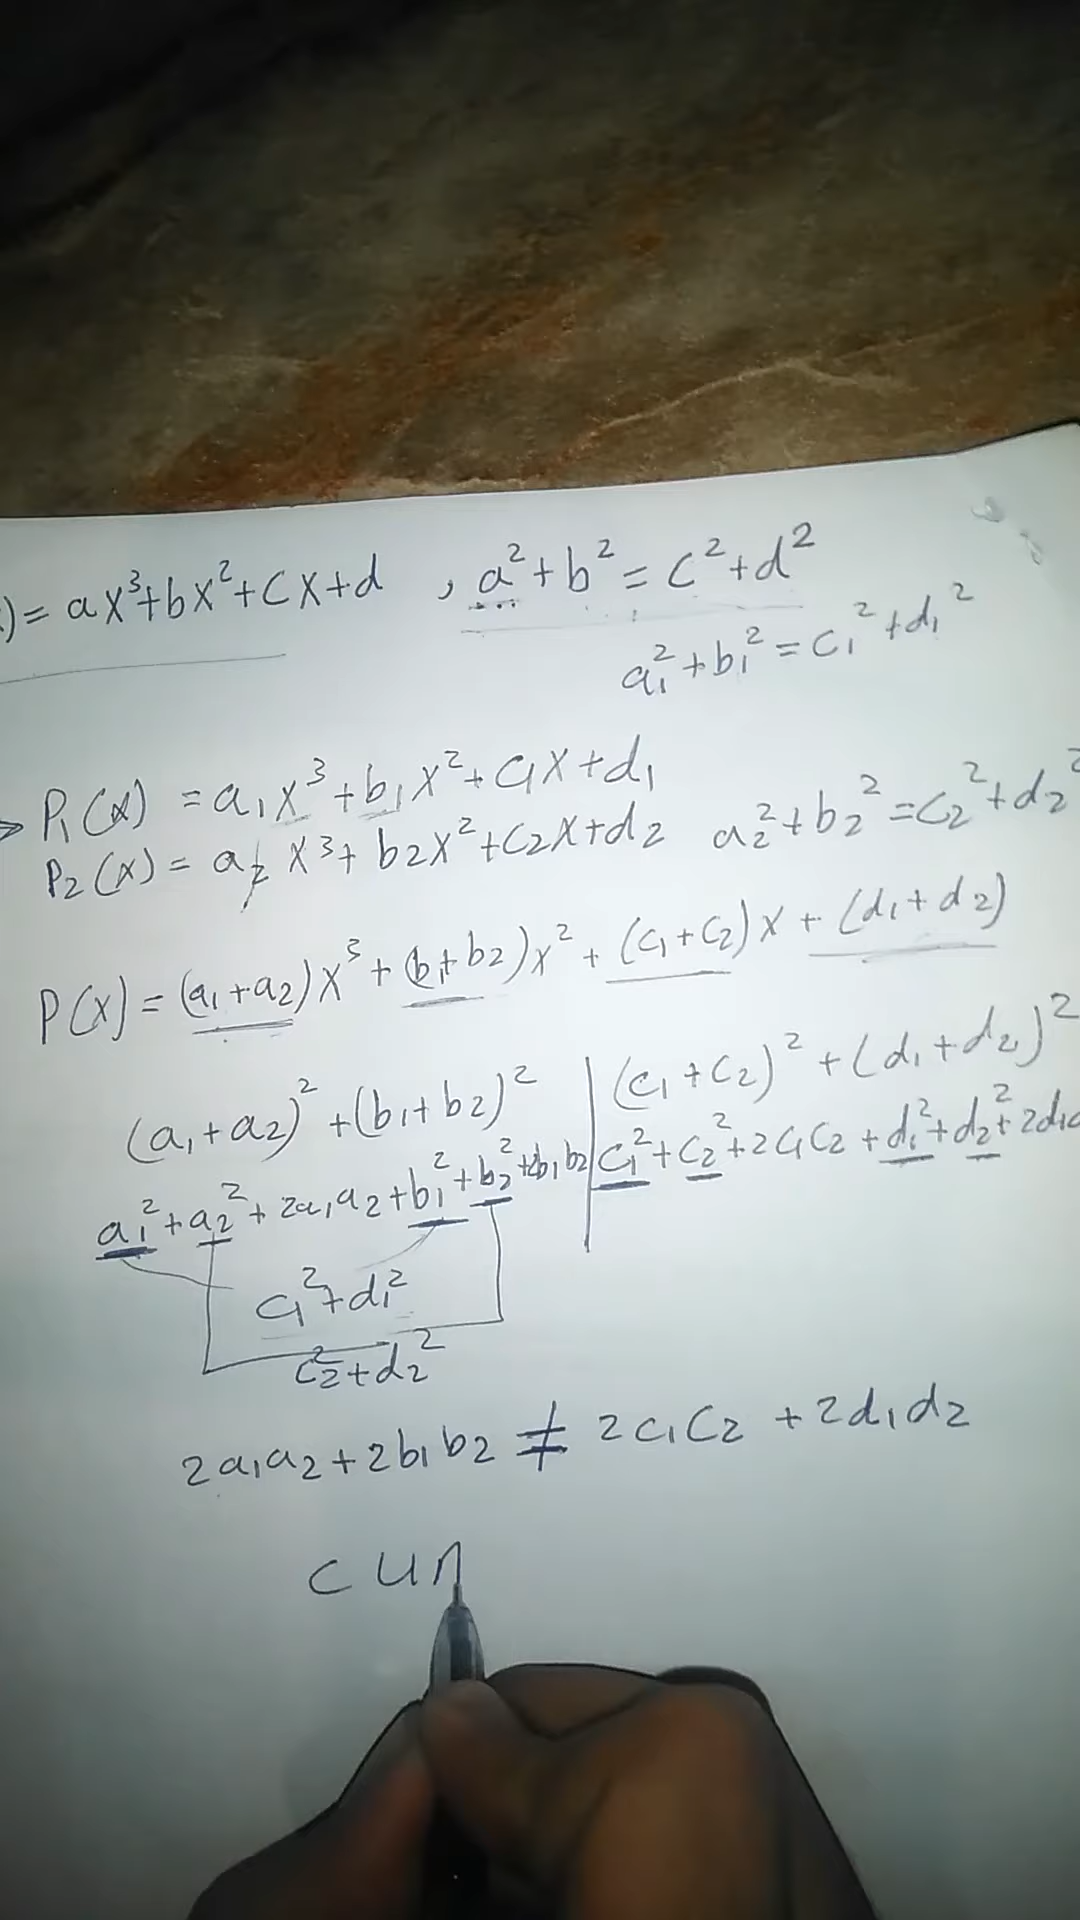 )= ax³+bx²+cx+d , a²+b²=c²+d²
a₁²+b₁²=c₁²+d₁²
P₁(x) = a₁x³+b₁x²+c₁x+d₁
a₂²+b₂²=c₂²+d₂²
P₂(x)= a₂x³+b₂x²+c₂x+d₂
P(x)=(a₁+a₂)x³+(b₁+b₂)x²+(c₁+c₂)x+(d₁+d₂)
(a₁+a₂)²+(b₁+b₂)² | (c₁+c₂)²+(d₁+d₂)²
a₁²+a₂²+2a₁a₂+b₁²+b₂²+2b₁b₂ | c₁²+c₂²+2c₁c₂+d₁²+d₂²+2d₁d
c₁²+d₁²
c₂²+d₂²
2a₁a₂+2b₁b₂ ≠ 2c₁c₂+2d₁d₂